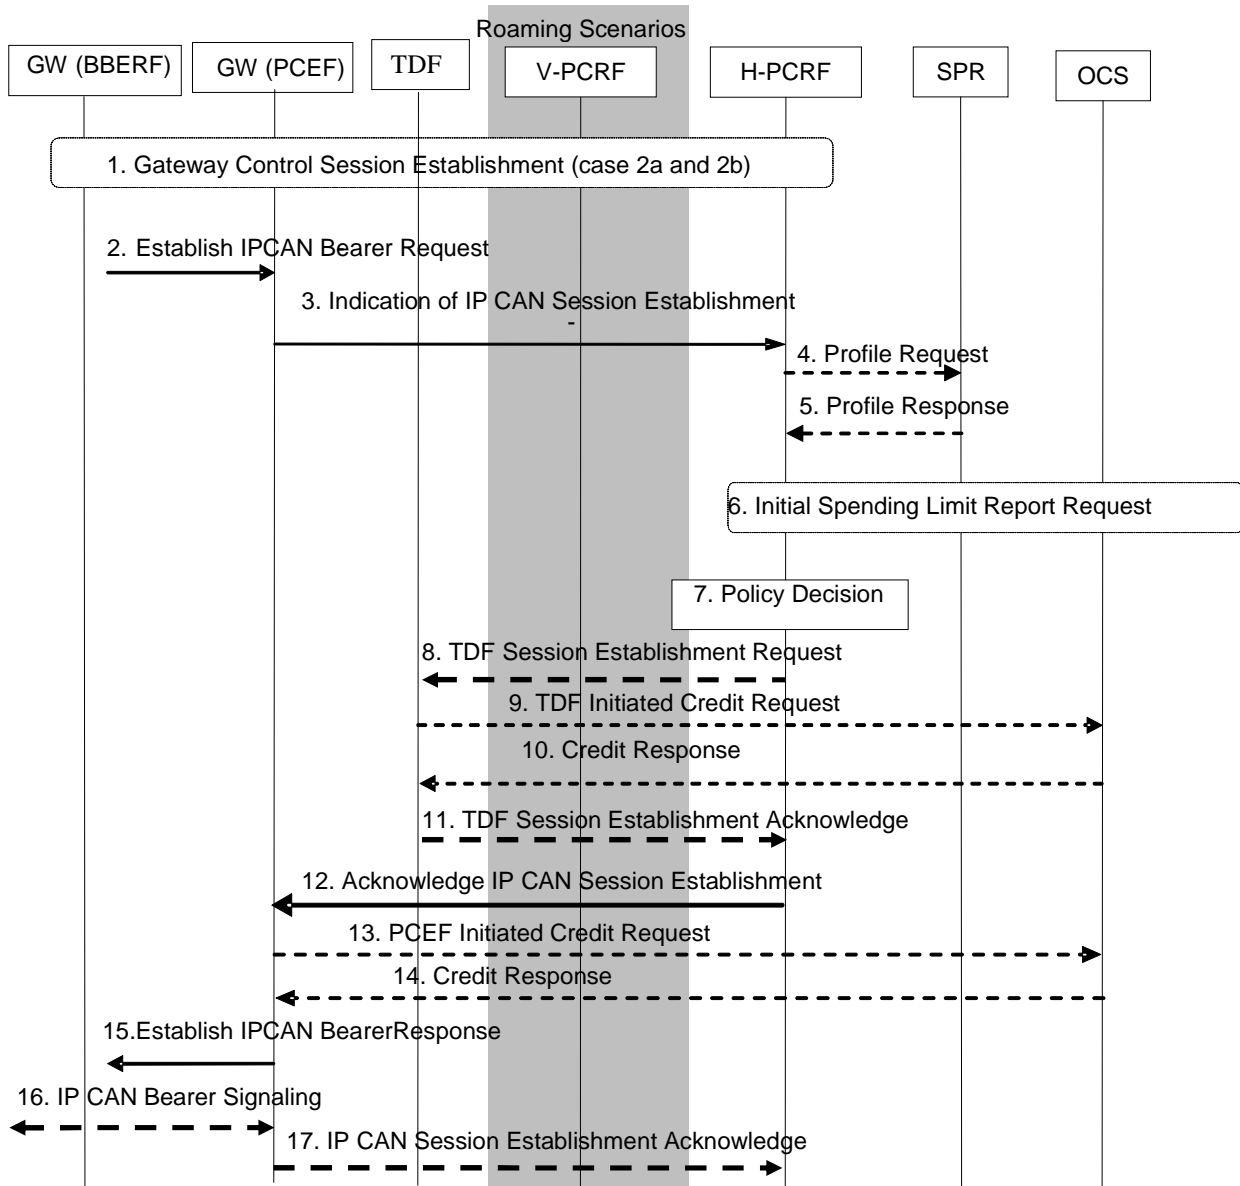 Roaming Scenarios
GW (BBERF)
GW (PCEF)
TDF
V-PCRF
H-PCRF
SPR
OCS
1. Gateway Control Session Establishment (case 2a and 2b)
2. Establish IPCAN Bearer Request
3. Indication of IP CAN Session Establishment
-
4. Profile Request
5. Profile Response
6. Initial Spending Limit Report Request
7. Policy Decision
8. TDF Session Establishment Request
9. TDF Initiated Credit Request
10. Credit Response
11. TDF Session Establishment Acknowledge
12. Acknowledge IP CAN Session Establishment
13. PCEF Initiated Credit Request
14. Credit Response
15.Establish IPCAN BearerResponse
16. IP CAN Bearer Signaling
17. IP CAN Session Establishment Acknowledge